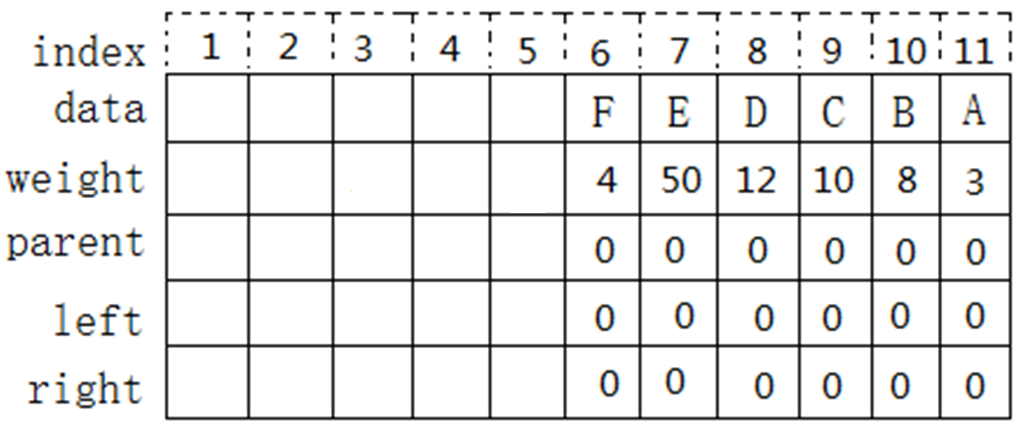 index 1 2 3 4 5 6 7 8 9 10 11
data F E D C B A
weight 4 50 12 10 8 3
parent 0 0 0 0 0 0
left 0 0 0 0 0 0
right 0 0 0 0 0 0